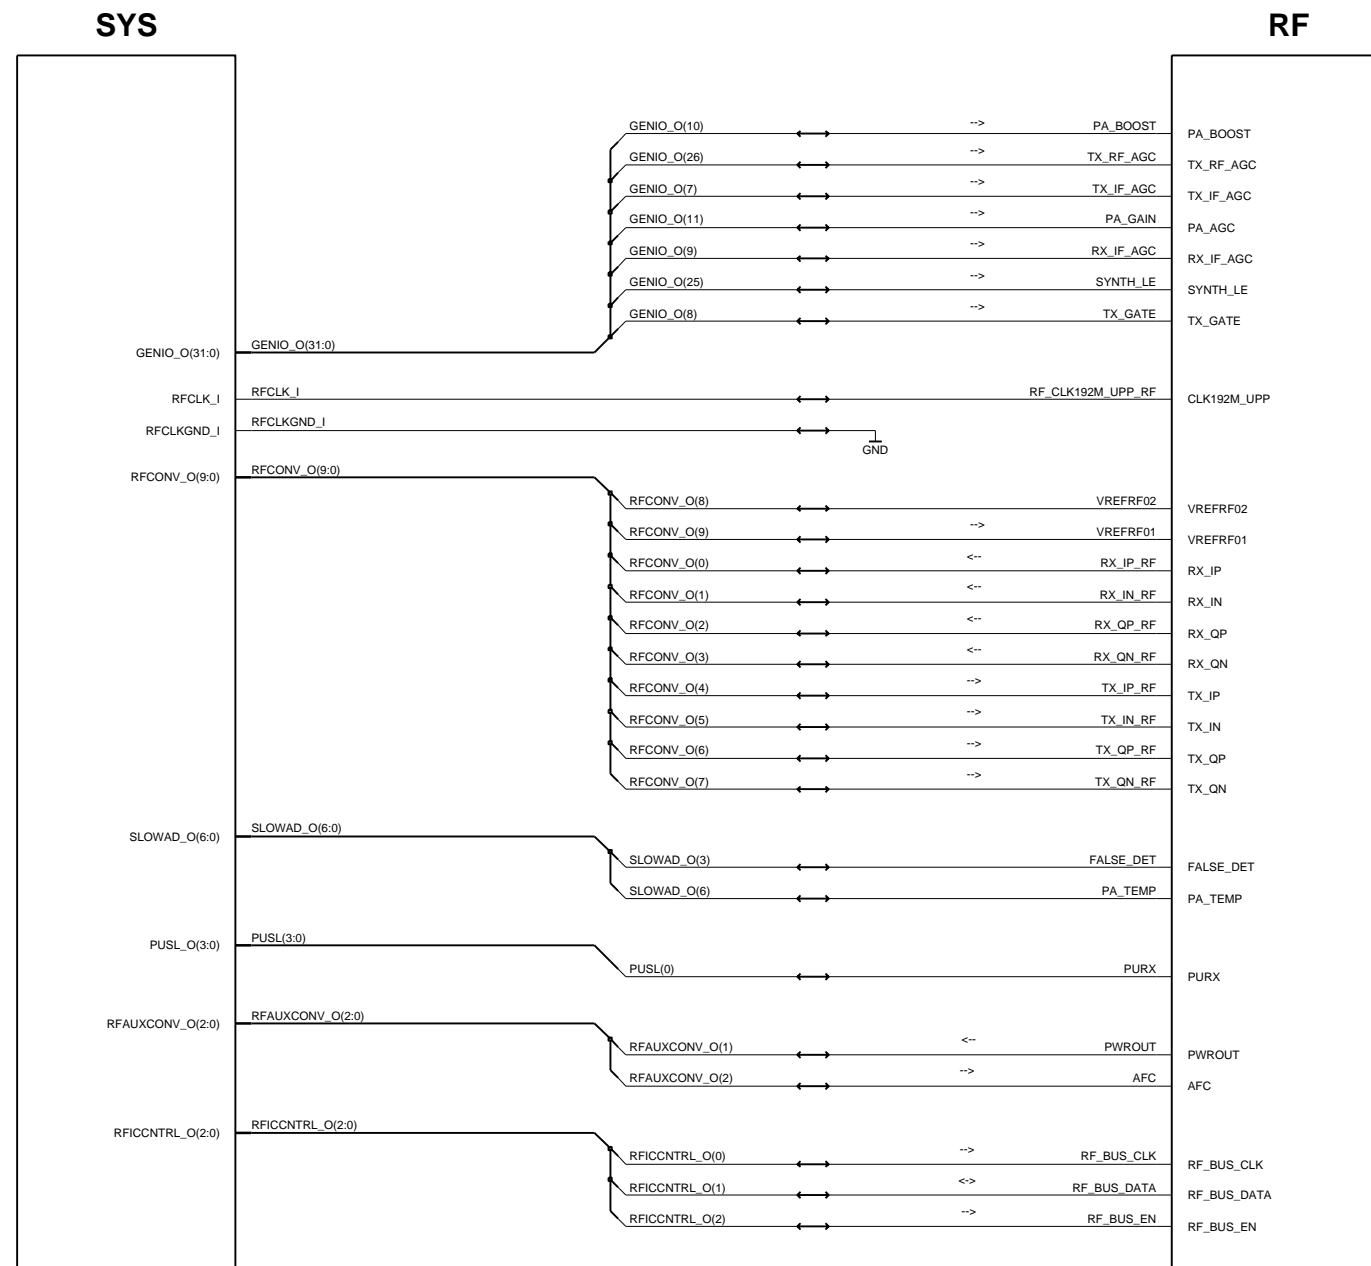 SYS RF
GENIO_O(10) --> PA_BOOST PA_BOOST
GENIO_O(26) --> TX_RF_AGC TX_RF_AGC
GENIO_O(7) --> TX_IF_AGC TX_IF_AGC
GENIO_O(11) --> PA_GAIN PA_AGC
GENIO_O(9) --> RX_IF_AGC RX_IF_AGC
GENIO_O(25) --> SYNTH_LE SYNTH_LE
GENIO_O(8) --> TX_GATE TX_GATE
GENIO_O(31:0) GENIO_O(31:0)
RFCLK_I RFCLK_I RF_CLK192M_UPP_RF CLK192M_UPP
RFCLKGND_I RFCLKGND_I
GND
RFCONV_O(9:0) RFCONV_O(9:0)
RFCONV_O(8) VREFRF02 VREFRF02
RFCONV_O(9) --> VREFRF01 VREFRF01
RFCONV_O(0) <-- RX_IP_RF RX_IP
RFCONV_O(1) <-- RX_IN_RF RX_IN
RFCONV_O(2) <-- RX_QP_RF RX_QP
RFCONV_O(3) <-- RX_QN_RF RX_QN
RFCONV_O(4) --> TX_IP_RF TX_IP
RFCONV_O(5) --> TX_IN_RF TX_IN
RFCONV_O(6) --> TX_QP_RF TX_QP
RFCONV_O(7) --> TX_QN_RF TX_QN
SLOWAD_O(6:0) SLOWAD_O(6:0)
SLOWAD_O(3) FALSE_DET FALSE_DET
SLOWAD_O(6) PA_TEMP PA_TEMP
PUSL_O(3:0) PUSL(3:0)
PUSL(0) PURX PURX
RFAUXCONV_O(2:0) RFAUXCONV_O(2:0)
RFAUXCONV_O(1) <-- PWROUT PWROUT
RFAUXCONV_O(2) --> AFC AFC
RFICCNTRL_O(2:0) RFICCNTRL_O(2:0)
RFICCNTRL_O(0) --> RF_BUS_CLK RF_BUS_CLK
RFICCNTRL_O(1) <-> RF_BUS_DATA RF_BUS_DATA
RFICCNTRL_O(2) --> RF_BUS_EN RF_BUS_EN